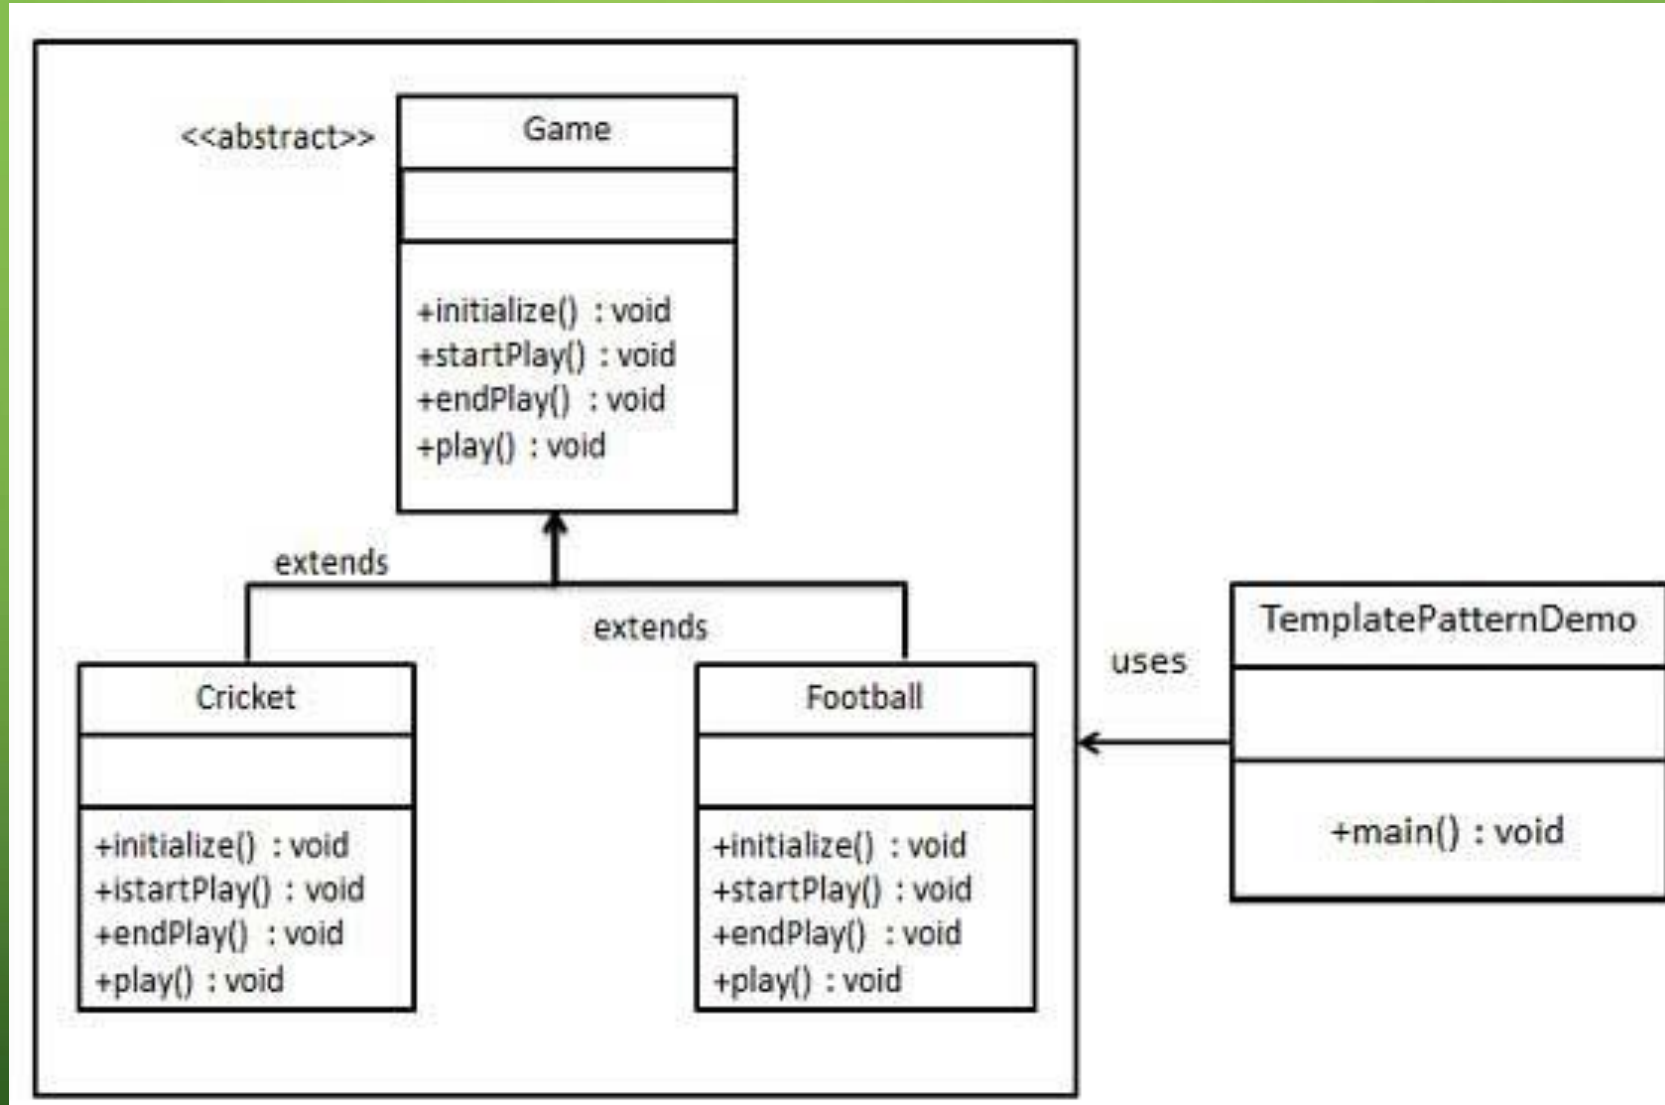 <<abstract>>
Game
+initialize() : void
+startPlay() : void
+endPlay() : void
+play() : void
extends
extends
Cricket
+initialize() : void
+istartPlay() : void
+endPlay() : void
+play() : void
Football
+initialize() : void
+startPlay() : void
+endPlay() : void
+play() : void
uses
TemplatePatternDemo
+main() : void